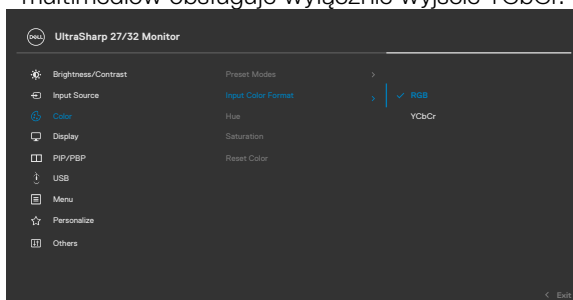 multimediów obsługuje wyłącznie wyjście YCbCr.
DELL UltraSharp 27/32 Monitor
Brightness/Contrast Preset Modes >
Input Source Input Color Format > ✓ RGB
Color Hue YCbCr
Display Saturation
PIP/PBP Reset Color
USB
Menu
Personalize
Others
< Exit